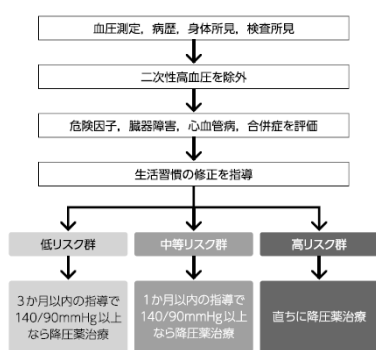 血圧測定，病歴，身体所見，検査所見
二次性高血圧を除外
危険因子，臓器障害，心血管病，合併症を評価
生活習慣の修正を指導
低リスク群
中等リスク群
高リスク群
3か月以内の指導で
140/90mmHg以上
なら降圧薬治療
1か月以内の指導で
140/90mmHg以上
なら降圧薬治療
直ちに降圧薬治療